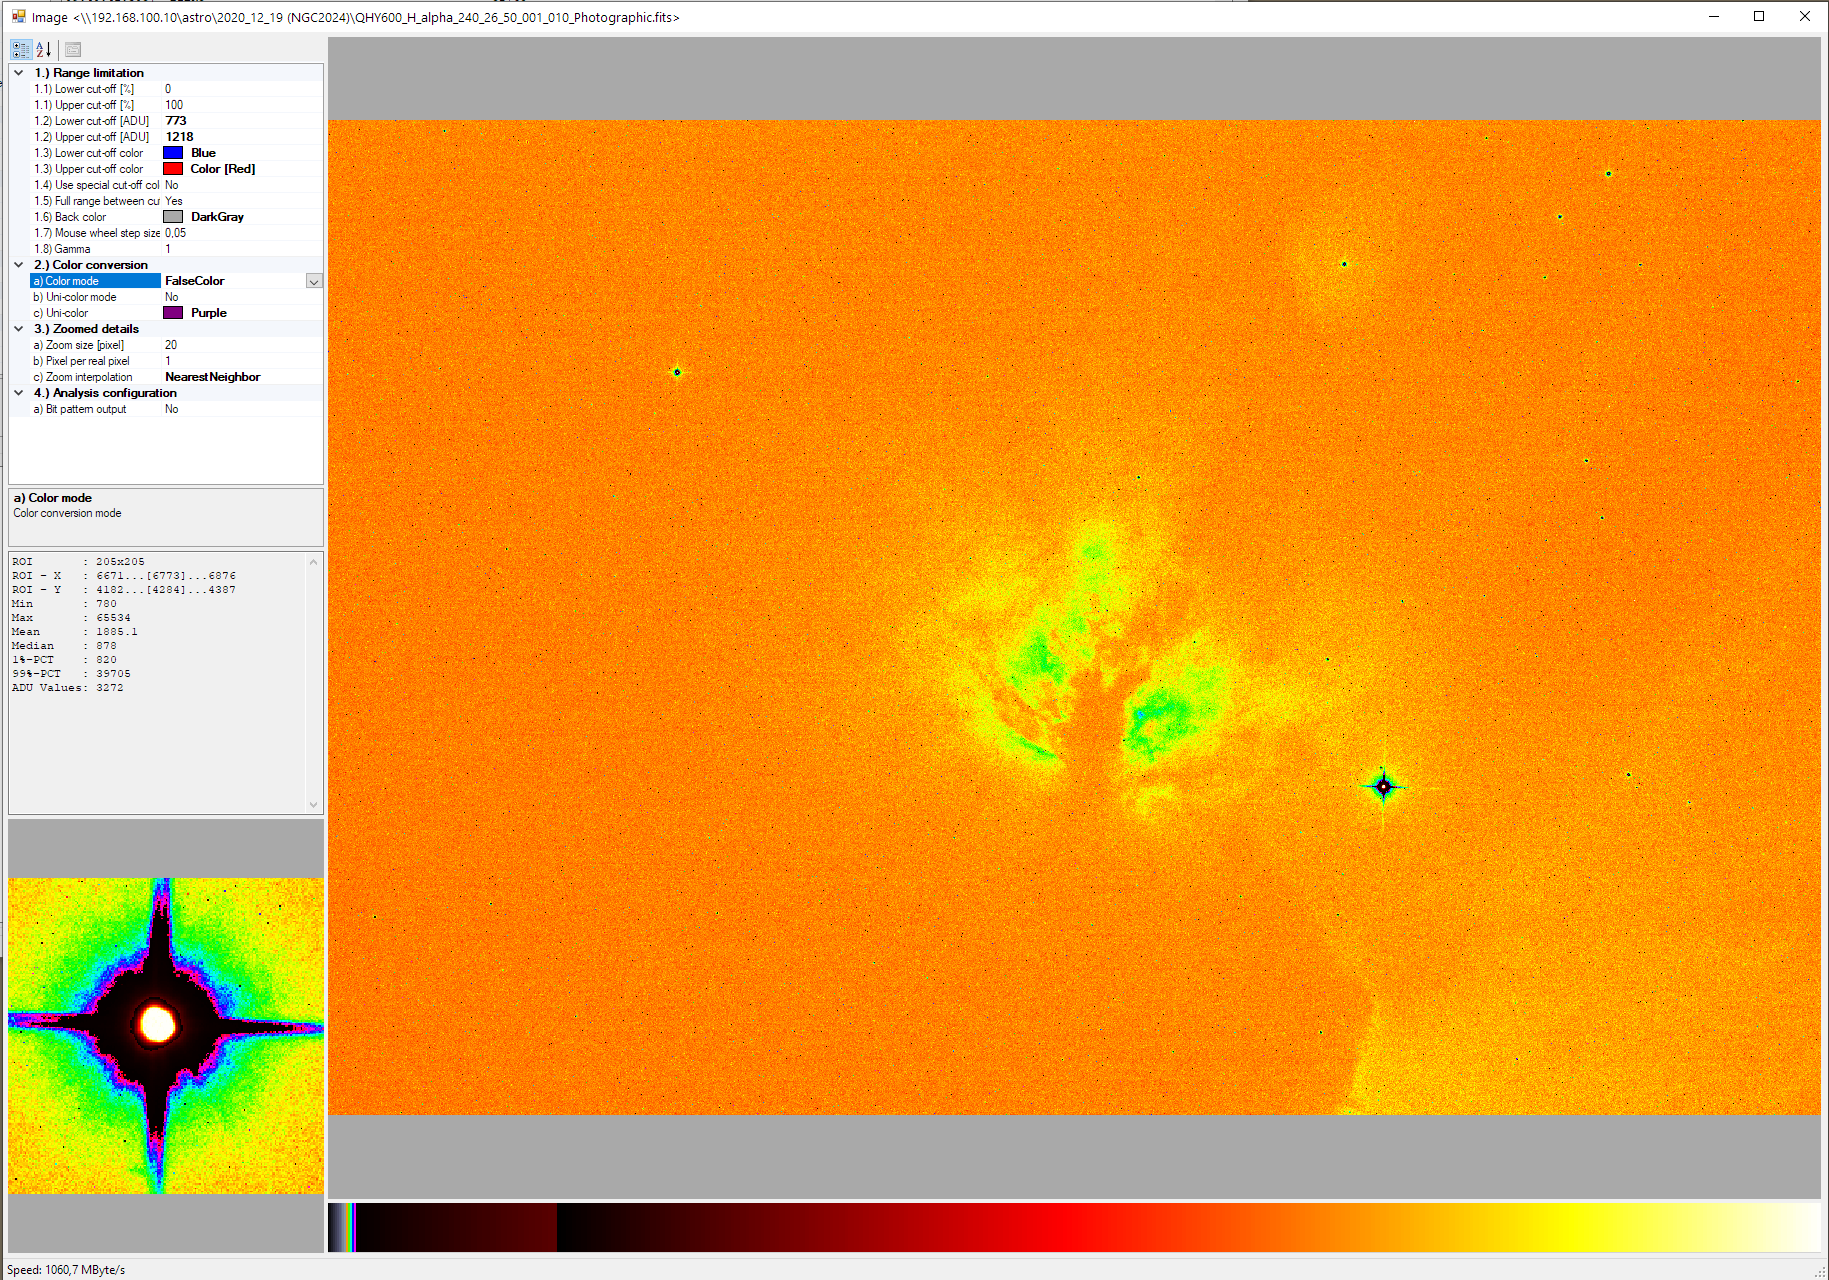 Image <\\192.168.100.10\astro\2020_12_19 (NGC2024)\QHY600_H_alpha_240_26_50_001_010_Photographic.fits>
1.) Range limitation
1.1) Lower cut-off [%] 0
1.1) Upper cut-off [%] 100
1.2) Lower cut-off [ADU] 773
1.2) Upper cut-off [ADU] 1218
1.3) Lower cut-off color Blue
1.3) Upper cut-off color Color [Red]
1.4) Use special cut-off col No
1.5) Full range between cu Yes
1.6) Back color DarkGray
1.7) Mouse wheel step size 0,05
1.8) Gamma 1
2.) Color conversion
a) Color mode FalseColor
b) Uni-color mode No
c) Uni-color Purple
3.) Zoomed details
a) Zoom size [pixel] 20
b) Pixel per real pixel 1
c) Zoom interpolation NearestNeighbor
4.) Analysis configuration
a) Bit pattern output No
a) Color mode
Color conversion mode
ROI : 205x205
ROI - X : 6671...[6773]...6876
ROI - Y : 4182...[4284]...4387
Min : 780
Max : 65534
Mean : 1885.1
Median : 878
1%-PCT : 820
99%-PCT : 39705
ADU Values: 3272
Speed: 1060,7 MByte/s